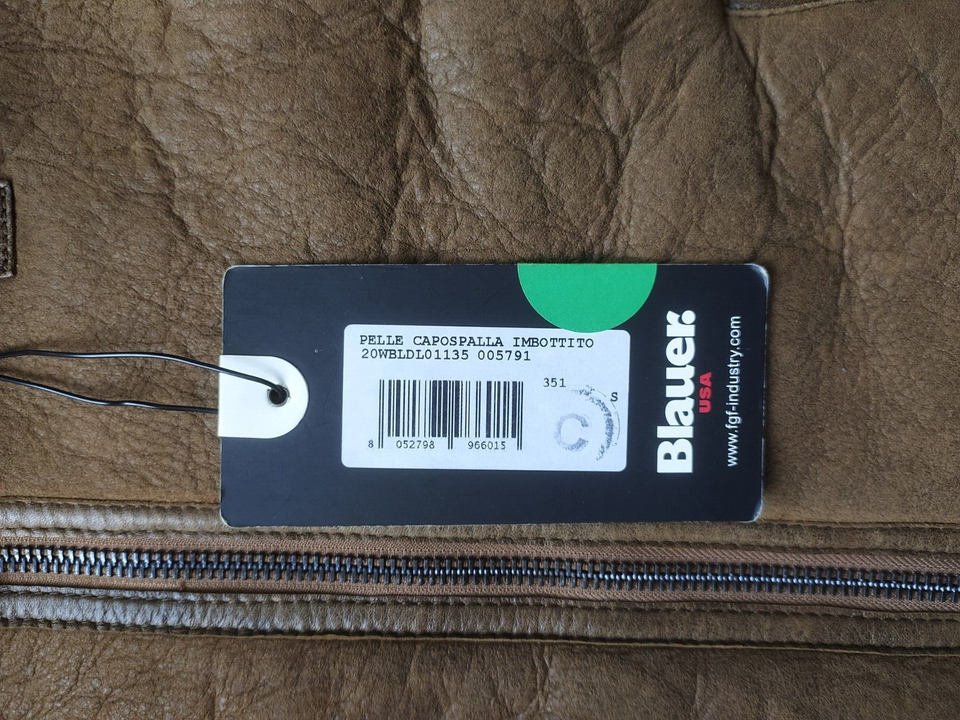 PELLE CAPOSPALLA IMBOTTITO
20WBLDL01135 005791
351
S
C
8 052798 966015
Blauer.
USA
www.fgf-industry.com